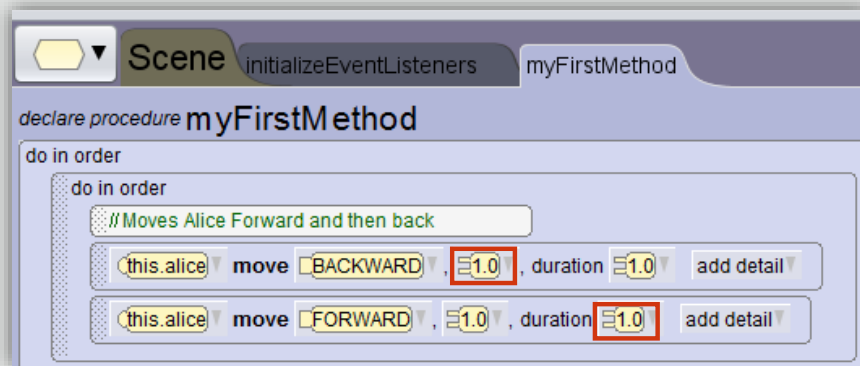 Scene initializeEventListeners myFirstMethod
declare procedure myFirstMethod
do in order
do in order
//Moves Alice Forward and then back
this.alice move BACKWARD , 1.0 , duration 1.0 add detail
this.alice move FORWARD , 1.0 , duration 1.0 add detail